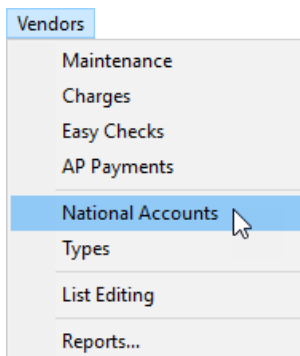 Vendors
Maintenance
Charges
Easy Checks
AP Payments
National Accounts
Types
List Editing
Reports...